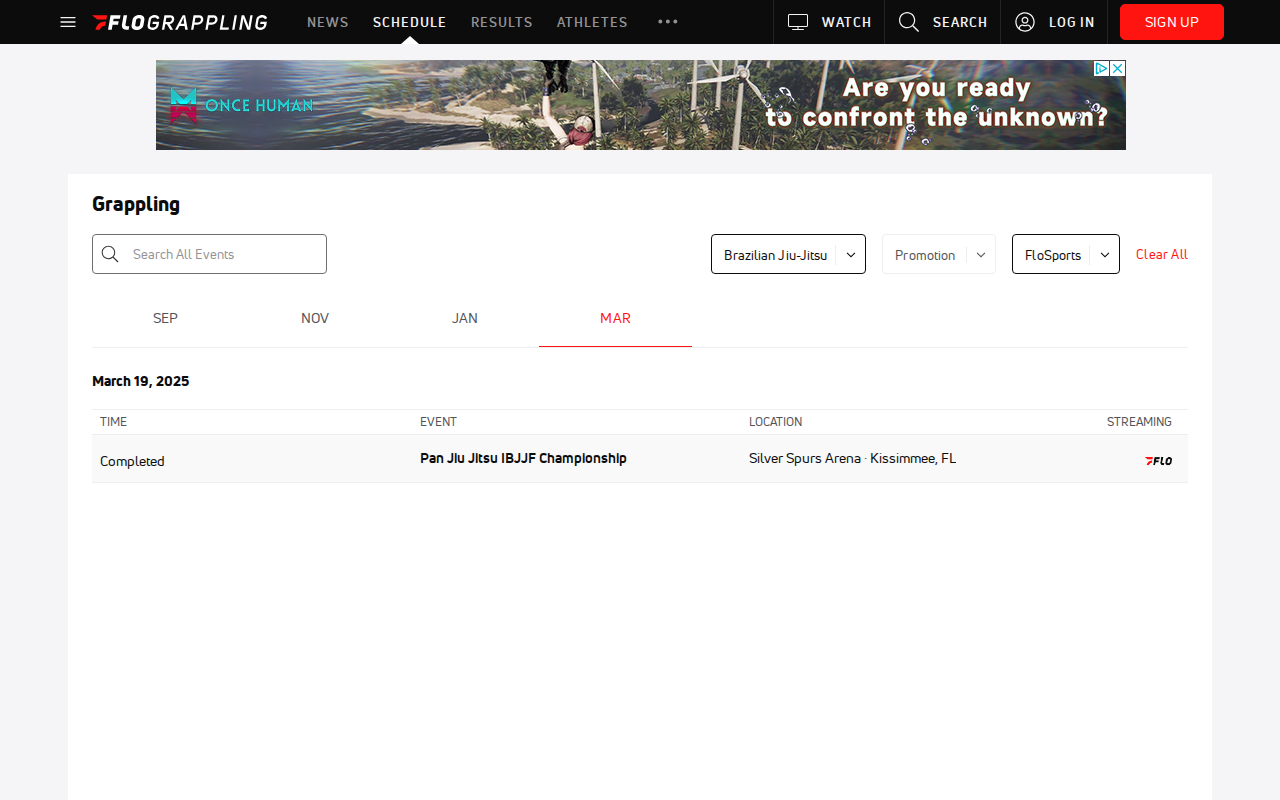 FLOGRAPPLING
NEWS
SCHEDULE
RESULTS
ATHLETES
WATCH
SEARCH
LOG IN
SIGN UP
ONCE HUMAN
Are you ready
to confront the unknown?
Grappling
Search All Events
Brazilian Jiu-Jitsu
Promotion
FloSports
Clear All
SEP
NOV
JAN
MAR
March 19, 2025
TIME
EVENT
LOCATION
STREAMING
Completed
Pan Jiu Jitsu IBJJF Championship
Silver Spurs Arena · Kissimmee, FL
FLO